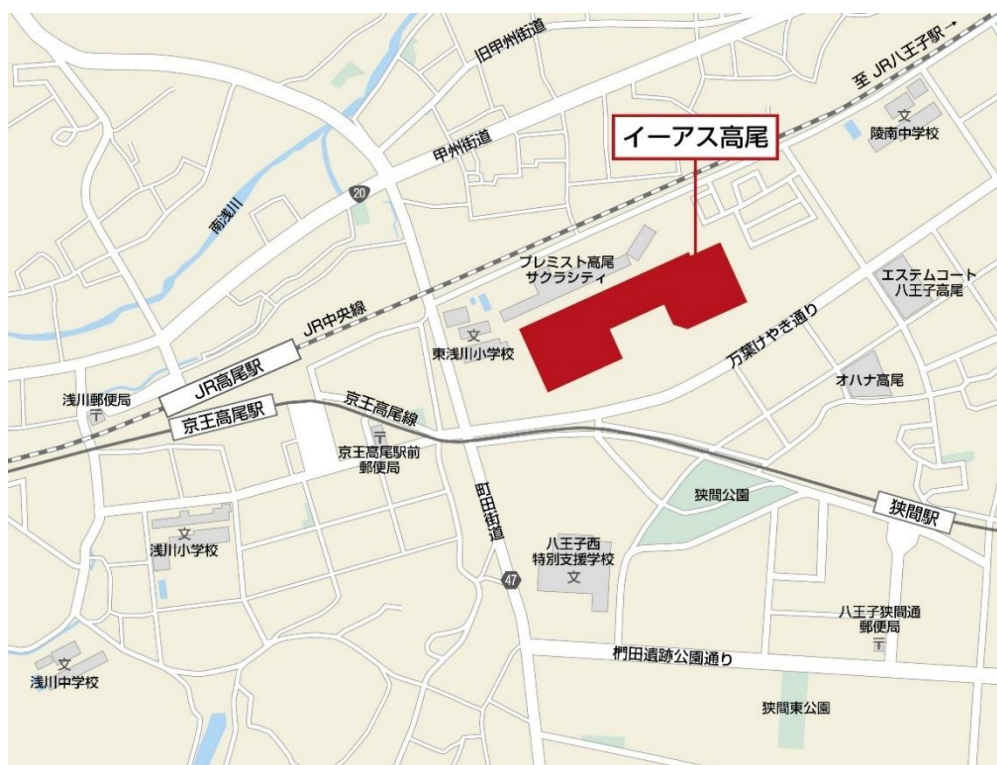 旧甲州街道
至 JR八王子駅→
文
陵南中学校
イーアス高尾
甲州街道
20
南浅川
プレミスト高尾
サクラシティ
エステムコート
八王子高尾
JR中央線
文
東浅川小学校
万葉けやき通り
オハナ高尾
JR高尾駅
浅川郵便局
〒
京王高尾駅
京王高尾線
〒
京王高尾駅前
郵便局
狭間公園
狭間駅
町田街道
文
浅川小学校
八王子西
特別支援学校
文
47
八王子狭間通
郵便局
〒
椚田遺跡公園通り
文
浅川中学校
狭間東公園